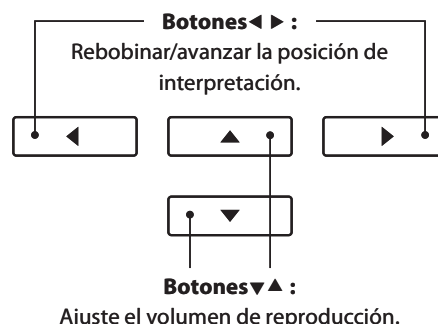 Botones◀ ▶ :
Rebobinar/avanzar la posición de
interpretación.
◀ ▲ ▶
▼
Botones▼▲ :
Ajuste el volumen de reproducción.